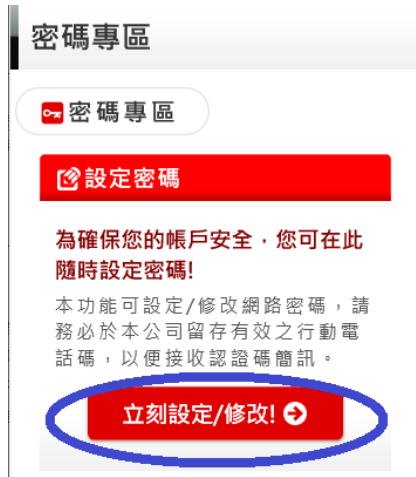 密碼專區
密碼專區
設定密碼
為確保您的帳戶安全，您可在此
隨時設定密碼!
本功能可設定/修改網路密碼，請
務必於本公司留存有效之行動電
話碼，以便接收認證碼簡訊。
立刻設定/修改!